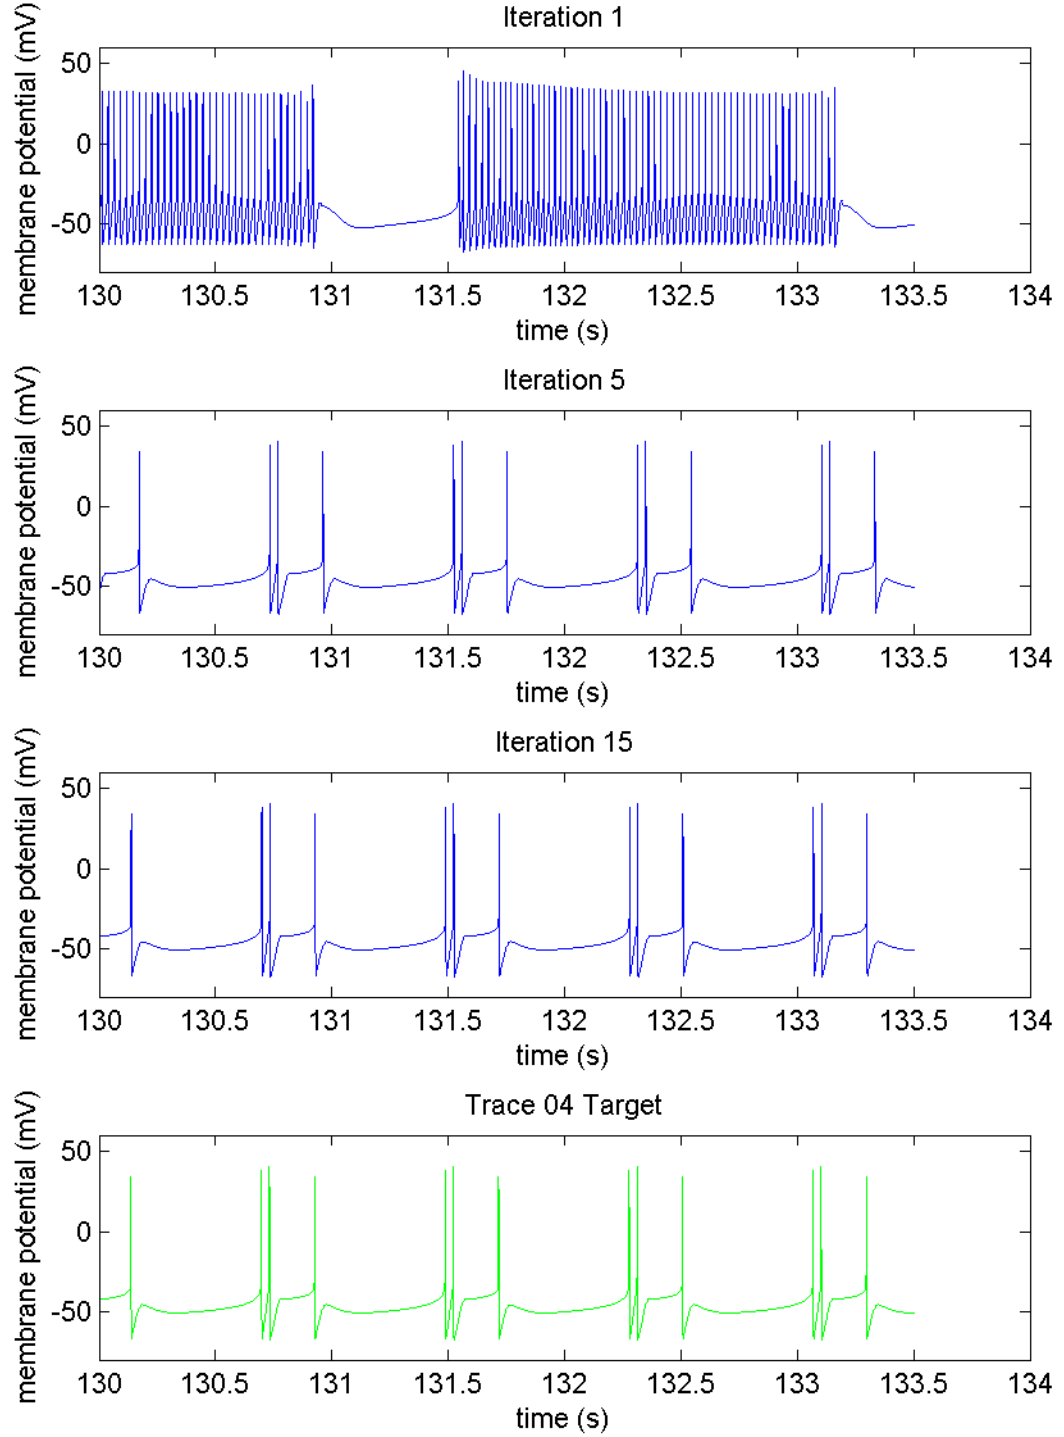 Iteration 1
membrane potential (mV)
50
0
-50
130 130.5 131 131.5 132 132.5 133 133.5 134
time (s)
Iteration 5
membrane potential (mV)
50
0
-50
130 130.5 131 131.5 132 132.5 133 133.5 134
time (s)
Iteration 15
membrane potential (mV)
50
0
-50
130 130.5 131 131.5 132 132.5 133 133.5 134
time (s)
Trace 04 Target
membrane potential (mV)
50
0
-50
130 130.5 131 131.5 132 132.5 133 133.5 134
time (s)